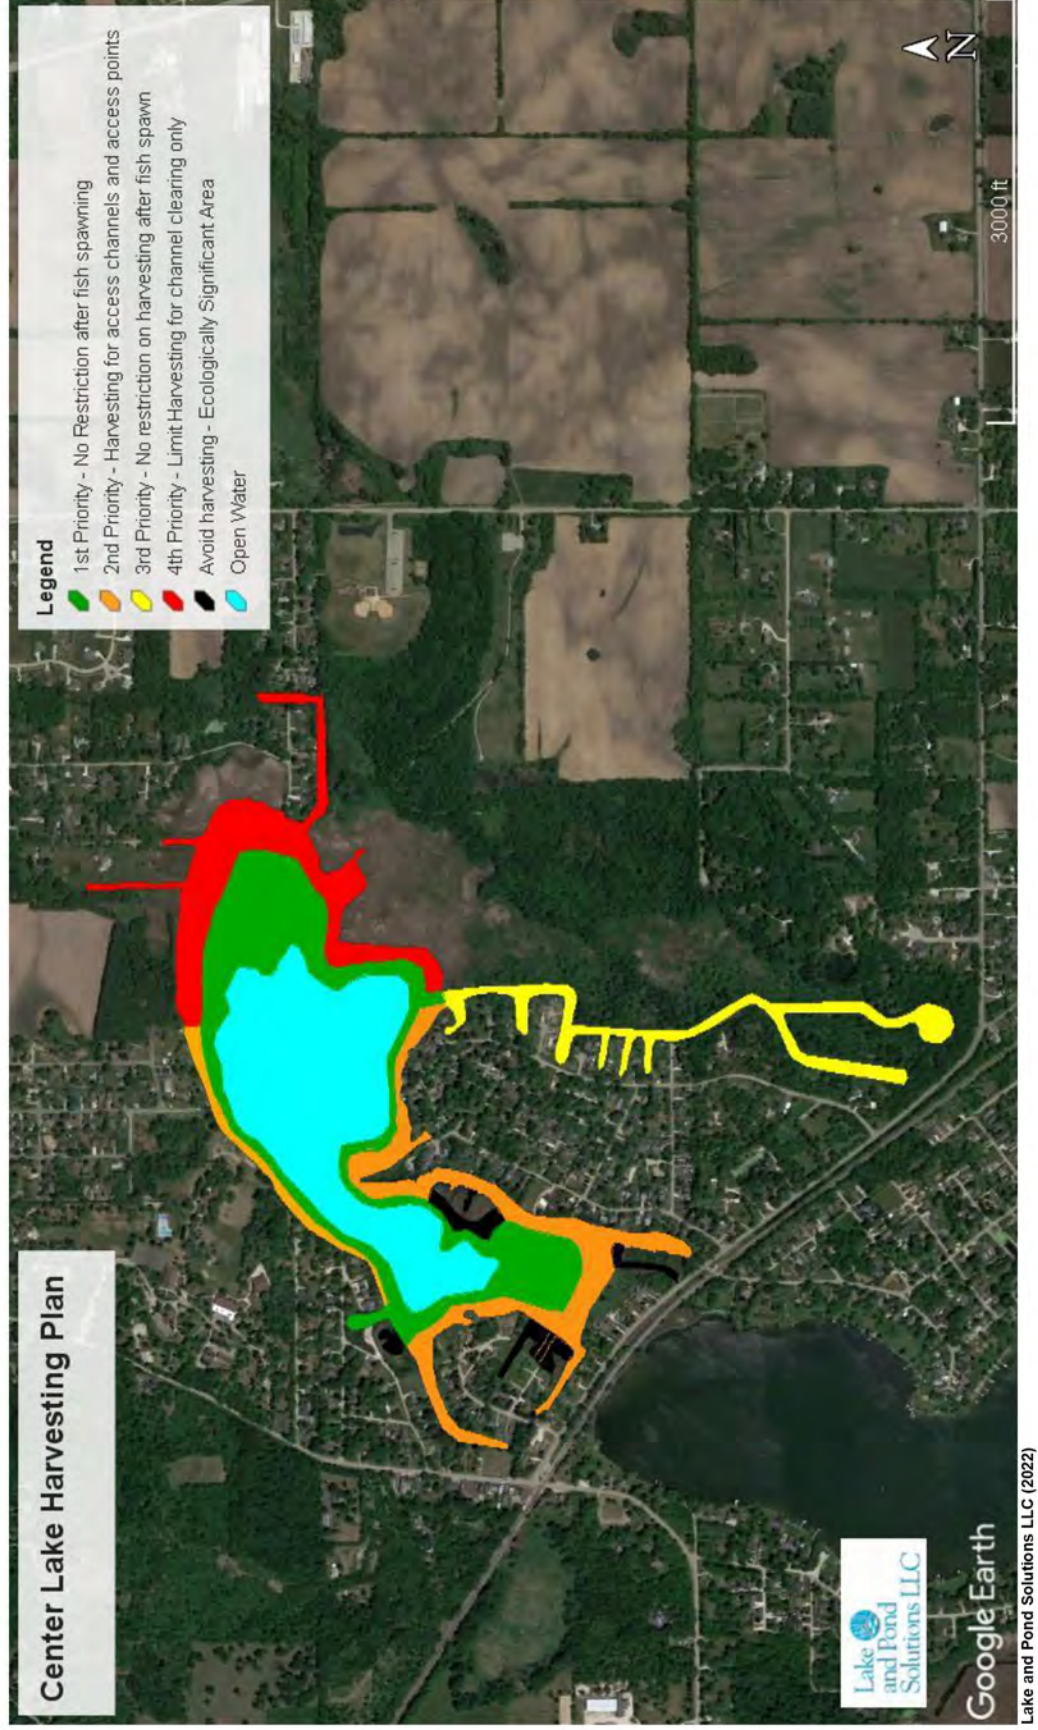 Center Lake Harvesting Plan
Legend
1st Priority - No Restriction after fish spawning
2nd Priority - Harvesting for access channels and access points
3rd Priority - No restriction on harvesting after fish spawn
4th Priority - Limit Harvesting for channel clearing only
Avoid harvesting - Ecologically Significant Area
Open Water
N
3000 ft
Lake
and Pond
Solutions LLC
Google Earth
Lake and Pond Solutions LLC (2022)